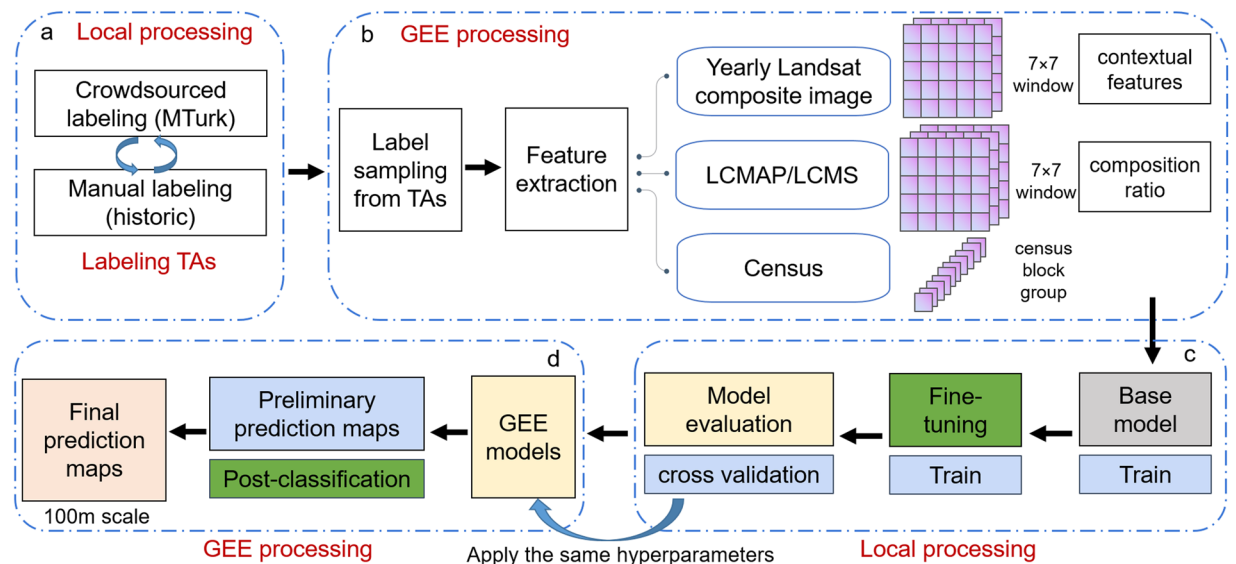 a
Local processing
Crowdsourced
labeling (MTurk)
Manual labeling
(historic)
Labeling TAs
b
GEE processing
Label
sampling
from TAs
Feature
extraction
Yearly Landsat
composite image
7×7
window
contextual
features
LCMAP/LCMS
7×7
window
composition
ratio
Census
census
block
group
c
Base
model
Train
Fine-
tuning
Train
Model
evaluation
cross validation
Local processing
Apply the same hyperparameters
d
GEE
models
Preliminary
prediction maps
Post-classification
Final
prediction
maps
100m scale
GEE processing